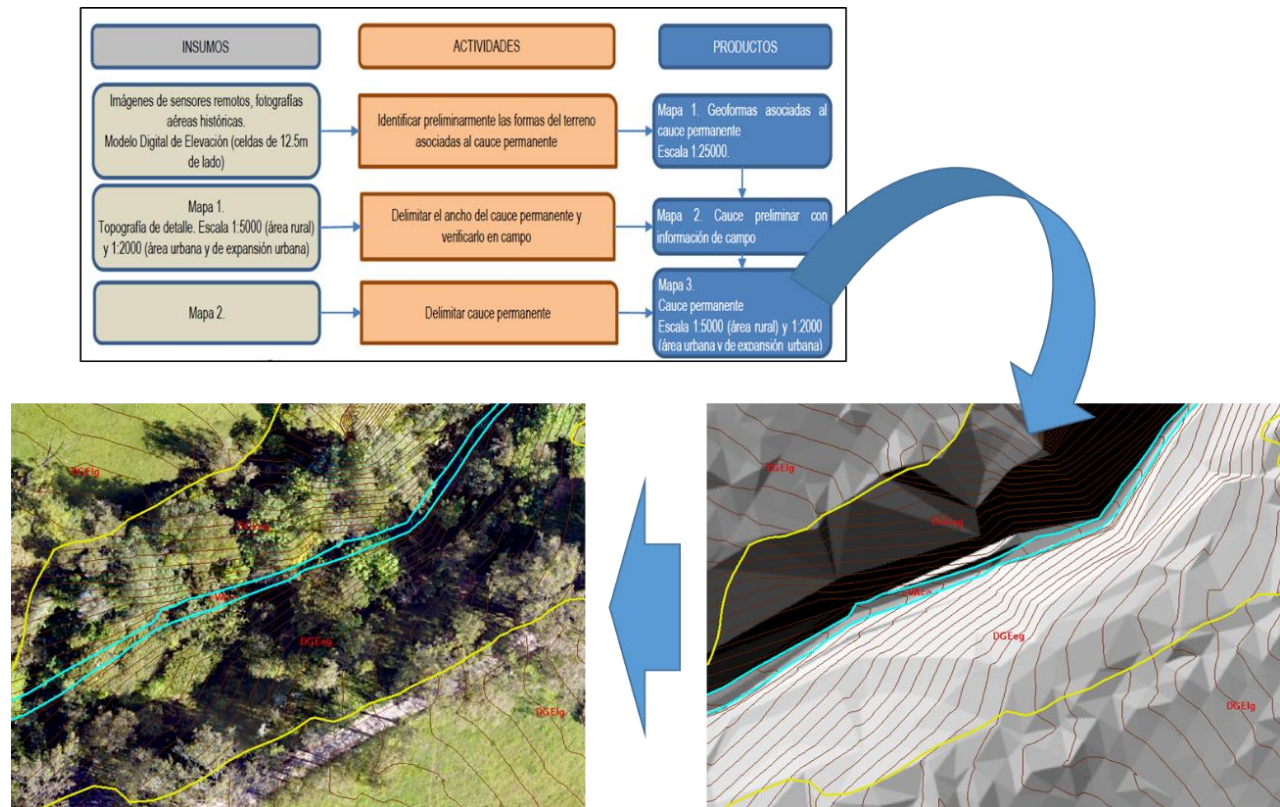 INSUMOS
ACTIVIDADES
PRODUCTOS
Imágenes de sensores remotos, fotografías
aéreas históricas.
Modelo Digital de Elevación (celdas de 12.5m
de lado)
Identificar preliminarmente las formas del terreno
asociadas al cauce permanente
Mapa 1. Geoformas asociadas al
cauce permanente
Escala 1:25000.
Mapa 1.
Topografía de detalle. Escala 1:5000 (área rural)
y 1:2000 (área urbana y de expansión urbana)
Delimitar el ancho del cauce permanente y
verificarlo en campo
Mapa 2. Cauce preliminar con
información de campo
Mapa 2.
Delimitar cauce permanente
Mapa 3.
Cauce permanente
Escala 1:5000 (área rural) y 1:2000
(área urbana y de expansión urbana)
DGElg
DGEeg
DGEeg
DGElg
DGElg
DGEeg
DGElg